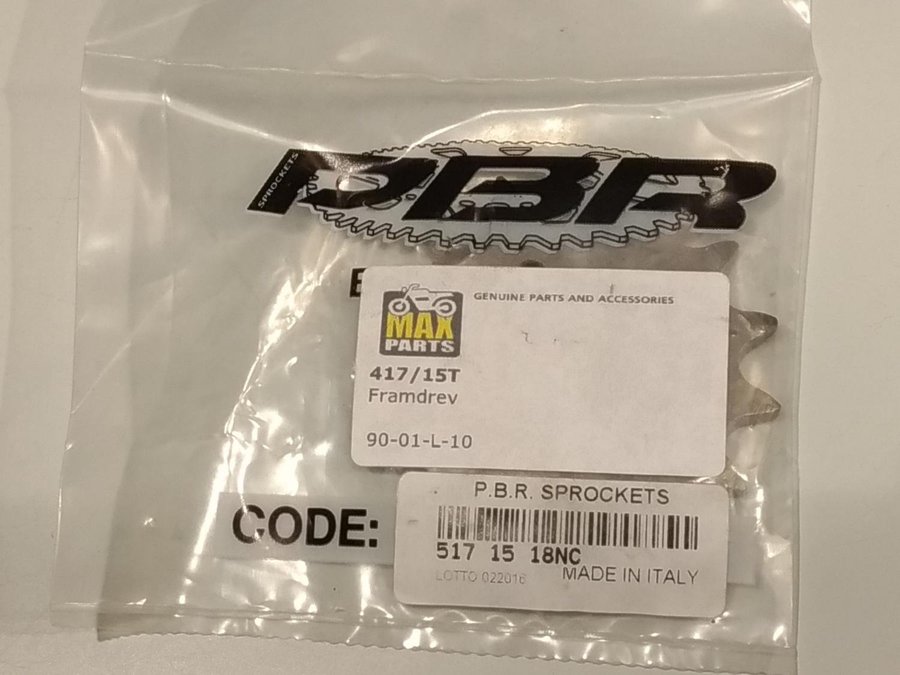 SPROCKETS
PBR
GENUINE PARTS AND ACCESSORIES
MAX
PARTS
417/15T
Framdrev
90-01-L-10
P.B.R. SPROCKETS
CODE:
517 15 18NC
LOTTO 022016
MADE IN ITALY